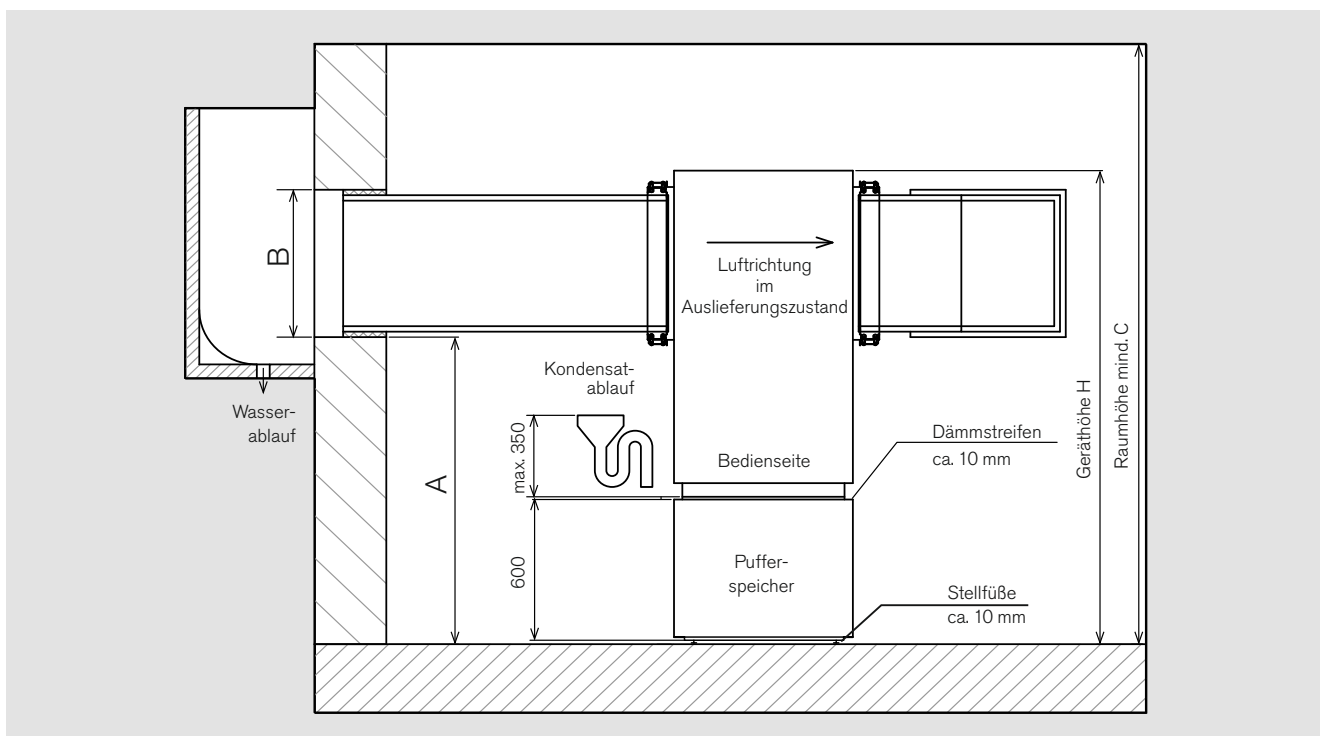 B
Luftrichtung
im
Auslieferungszustand
Kondensat-
ablauf
Wasser-
ablauf
max. 350
A
Bedienseite
Dämmstreifen
ca. 10 mm
Geräthöhe H
Raumhöhe mind. C
600
Puffer-
speicher
Stellfüße
ca. 10 mm